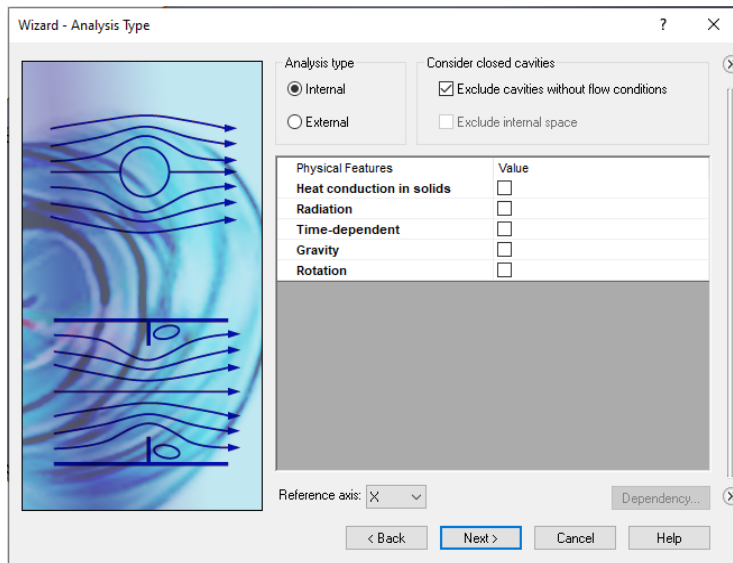 Wizard - Analysis Type
Analysis type
Internal
External
Consider closed cavities
Exclude cavities without flow conditions
Exclude internal space
Physical Features Value
Heat conduction in solids
Radiation
Time-dependent
Gravity
Rotation
Reference axis: X
Dependency...
< Back Next > Cancel Help